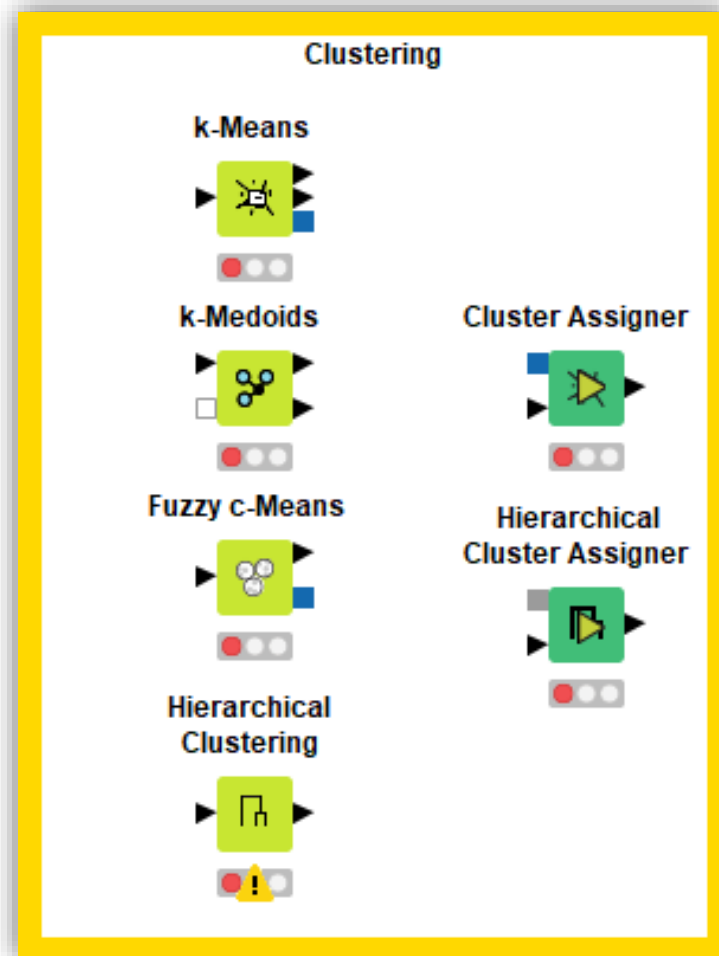 Clustering
k-Means
k-Medoids
Cluster Assigner
Fuzzy c-Means
Hierarchical
Cluster Assigner
Hierarchical
Clustering